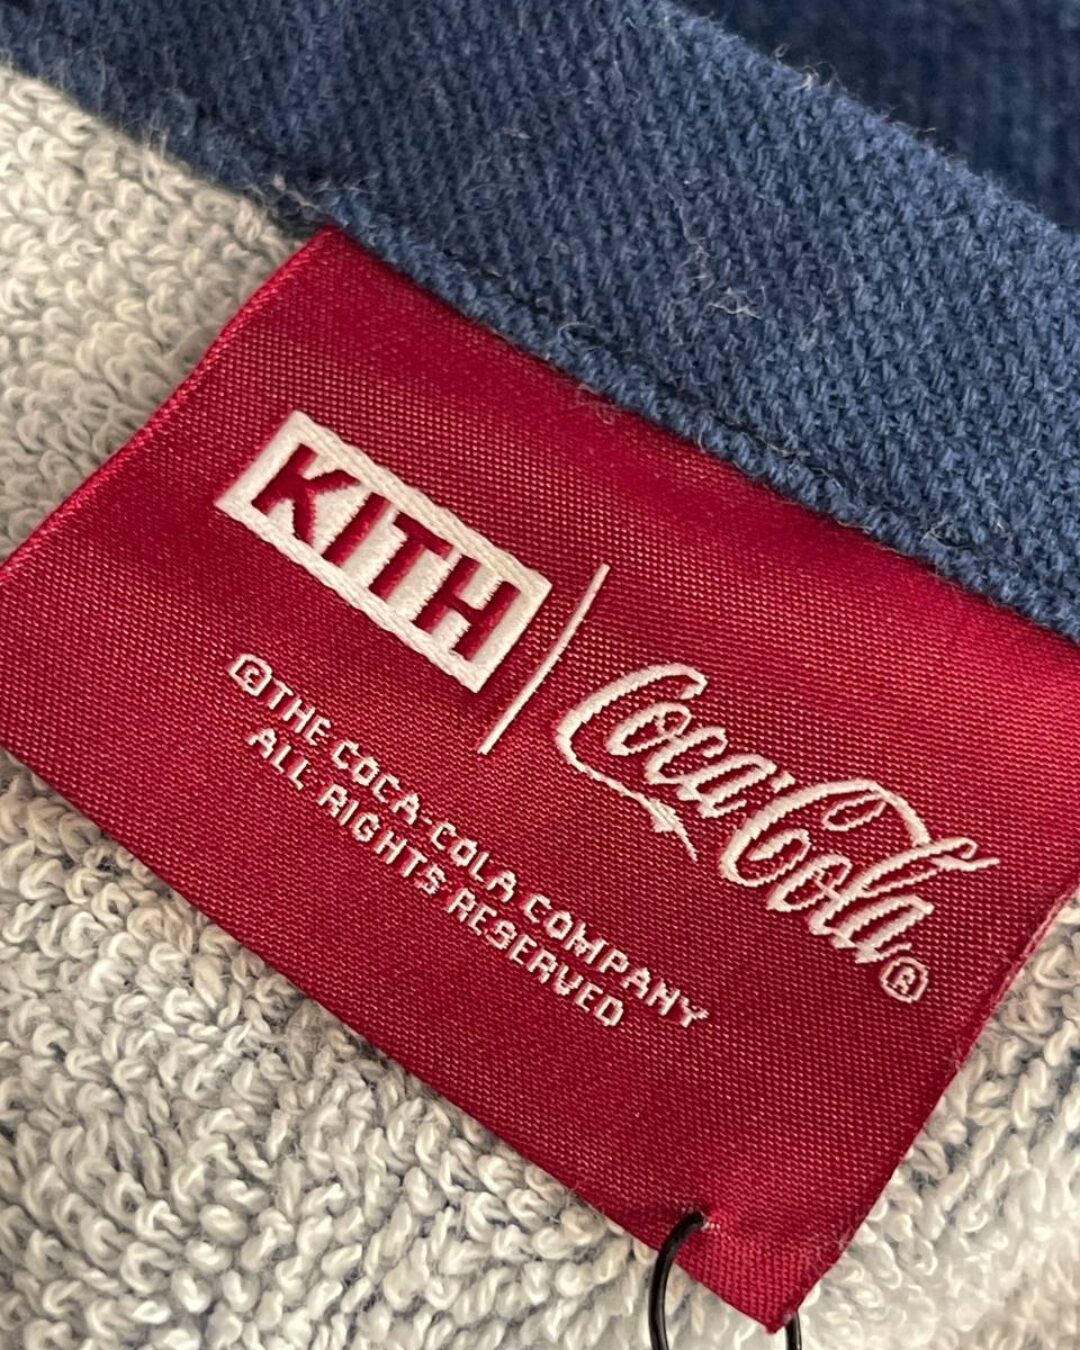 KITH | Coca-Cola®
©THE COCA-COLA COMPANY
ALL RIGHTS RESERVED